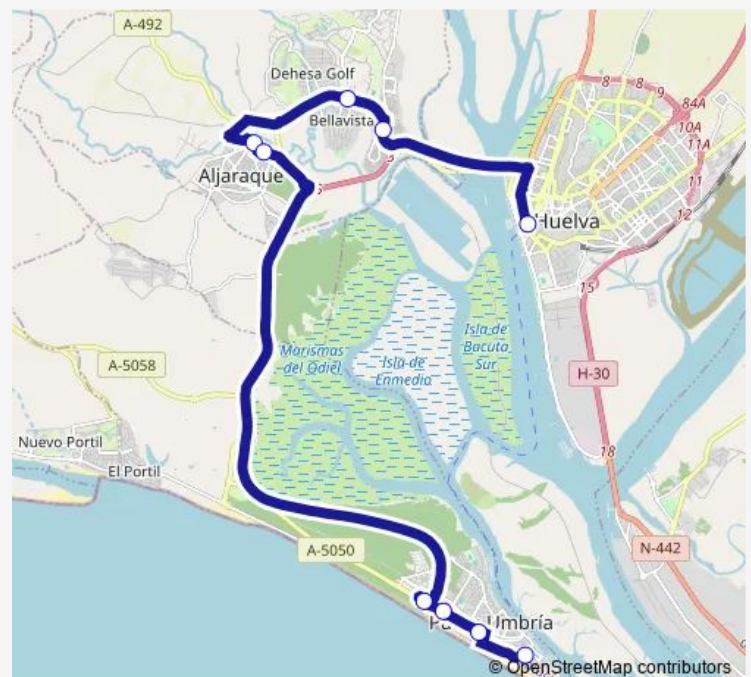 A-492
Dehesa Golf
Bellavista
8
8
9
84A
10A
11A
11
12
Aljaraque
Huelva
15
Marismas
del Odiel
Isla de
Enmedio
Isla de
Bacuta
Sur
A-5058
H-30
Nuevo Portil
El Portil
18
A-5050
N-442
Umbría
© OpenStreetMap contributors